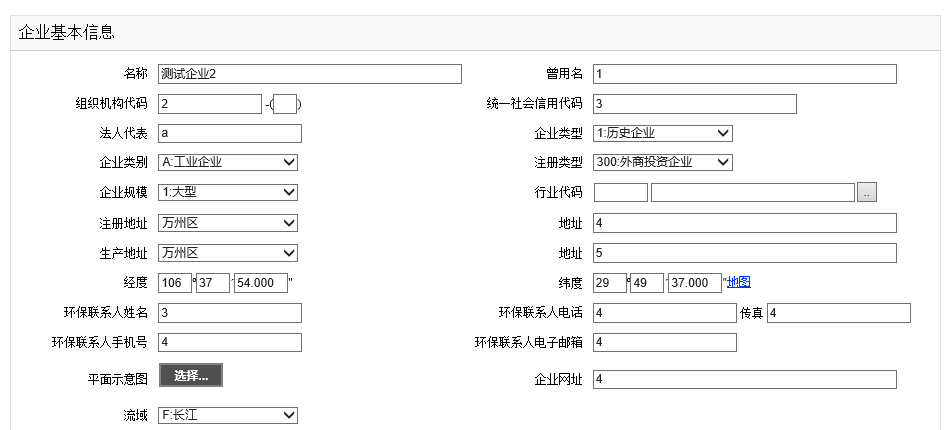 企业基本信息
名称 测试企业2 曾用名 1
组织机构代码 2 -( ) 统一社会信用代码 3
法人代表 a 企业类型 1:历史企业
企业类别 A:工业企业 注册类型 300:外商投资企业
企业规模 1:大型 行业代码 ..
注册地址 万州区 地址 4
生产地址 万州区 地址 5
经度 106 ° 37 ′ 54.000 " 纬度 29 ° 49 ′ 37.000 "地图
环保联系人姓名 3 环保联系人电话 4 传真 4
环保联系人手机号 4 环保联系人电子邮箱 4
平面示意图 选择... 企业网址 4
流域 F:长江